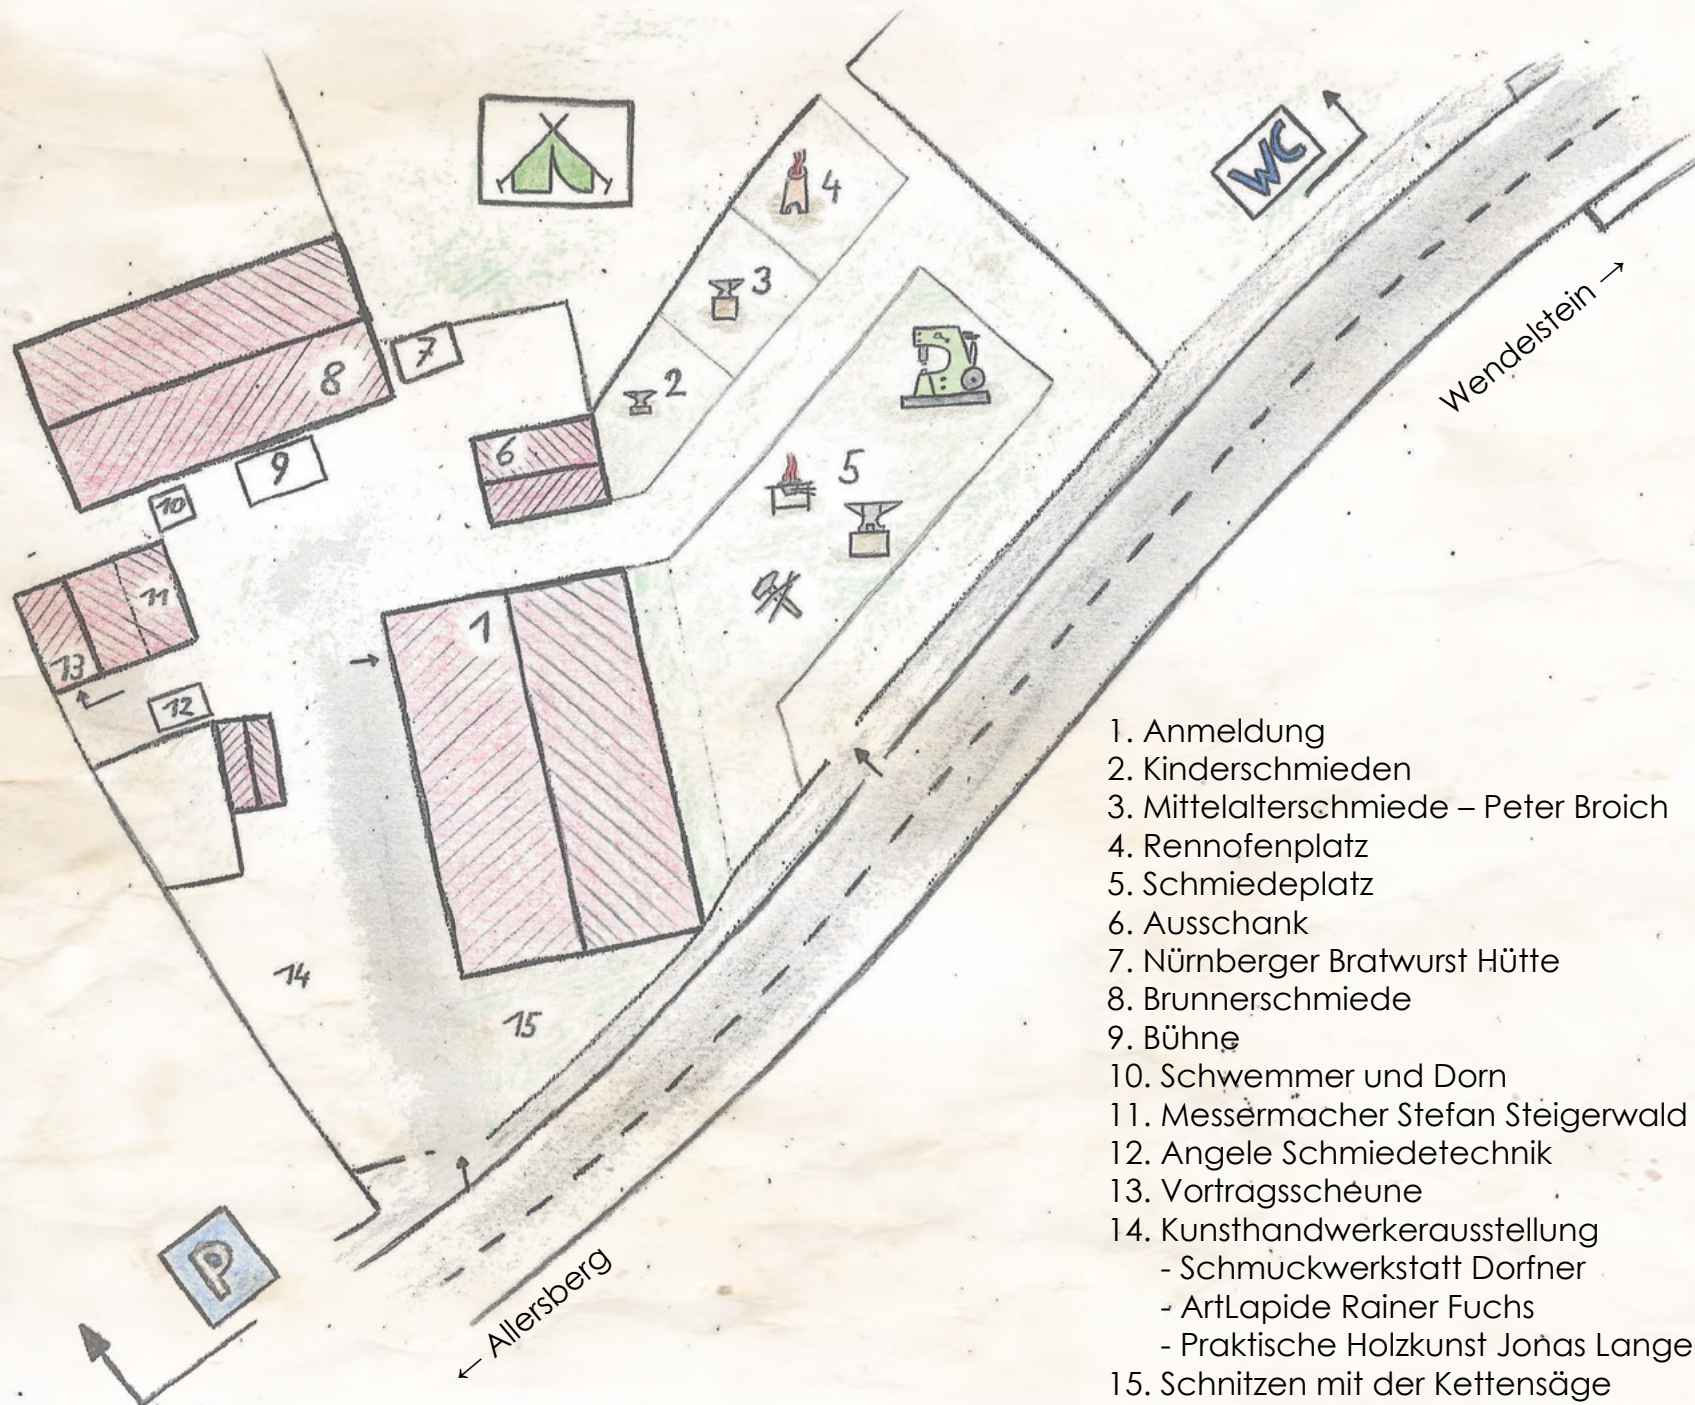 WC
4
3
7
8
2
Wendelstein →
6
9
5
10
11
1
13
12
14
15
P
← Allersberg
1. Anmeldung
2. Kinderschmieden
3. Mittelalterschmiede – Peter Broich
4. Rennofenplatz
5. Schmiedeplatz
6. Ausschank
7. Nürnberger Bratwurst Hütte
8. Brunnerschmiede
9. Bühne
10. Schwemmer und Dorn
11. Messermacher Stefan Steigerwald
12. Angele Schmiedetechnik
13. Vortragsscheune
14. Kunsthandwerkerausstellung
- Schmuckwerkstatt Dorfner
- ArtLapide Rainer Fuchs
- Praktische Holzkunst Jonas Lange
15. Schnitzen mit der Kettensäge